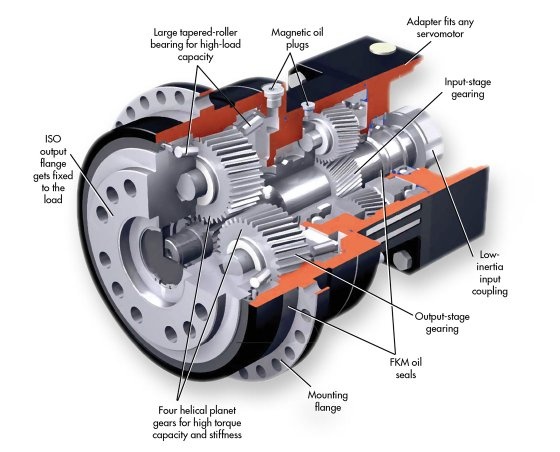 Large tapered-roller
bearing for high-load
capacity
Magnetic oil
plugs
Adapter fits any
servomotor
Input-stage
gearing
ISO
output
flange
gets fixed
to the
load
Low-
inertia
input
coupling
Output-stage
gearing
FKM oil
seals
Mounting
flange
Four helical planet
gears for high torque
capacity and stiffness